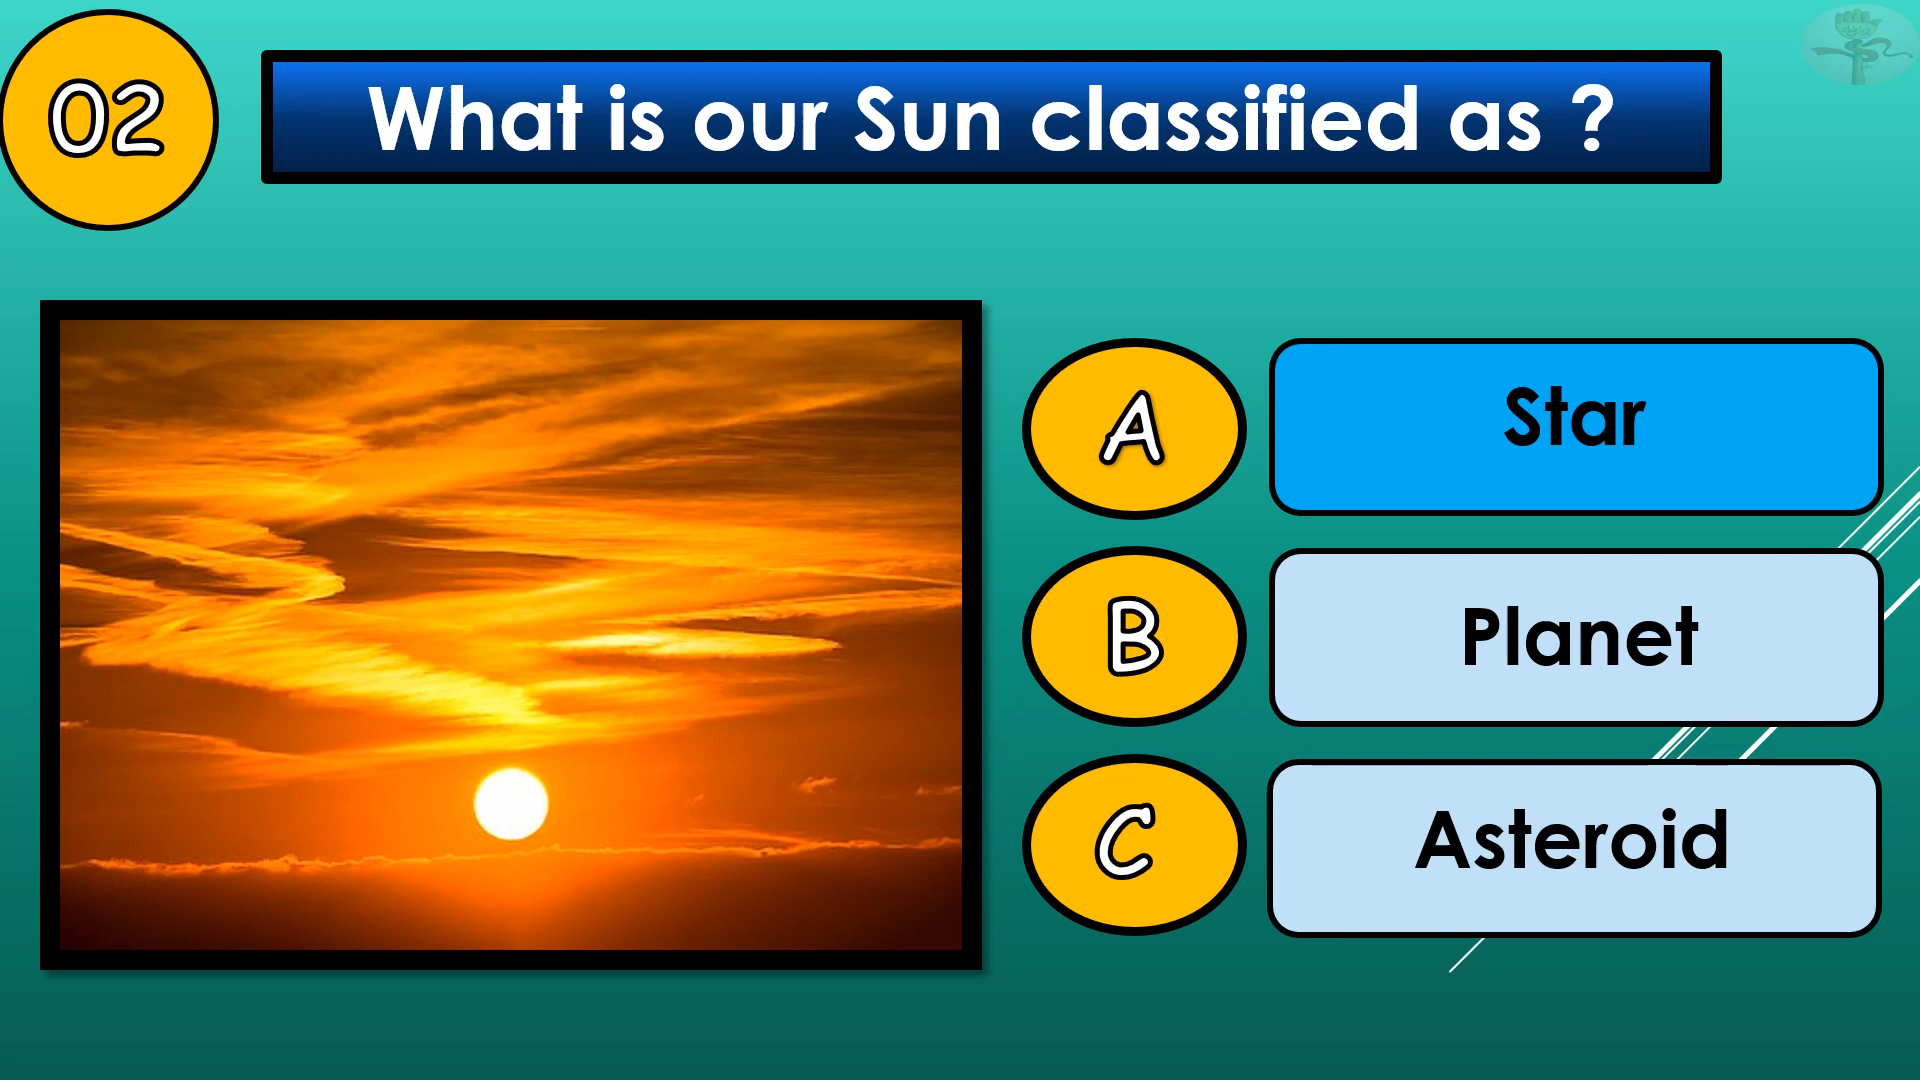 02
What is our Sun classified as ?
A
Star
B
Planet
C
Asteroid